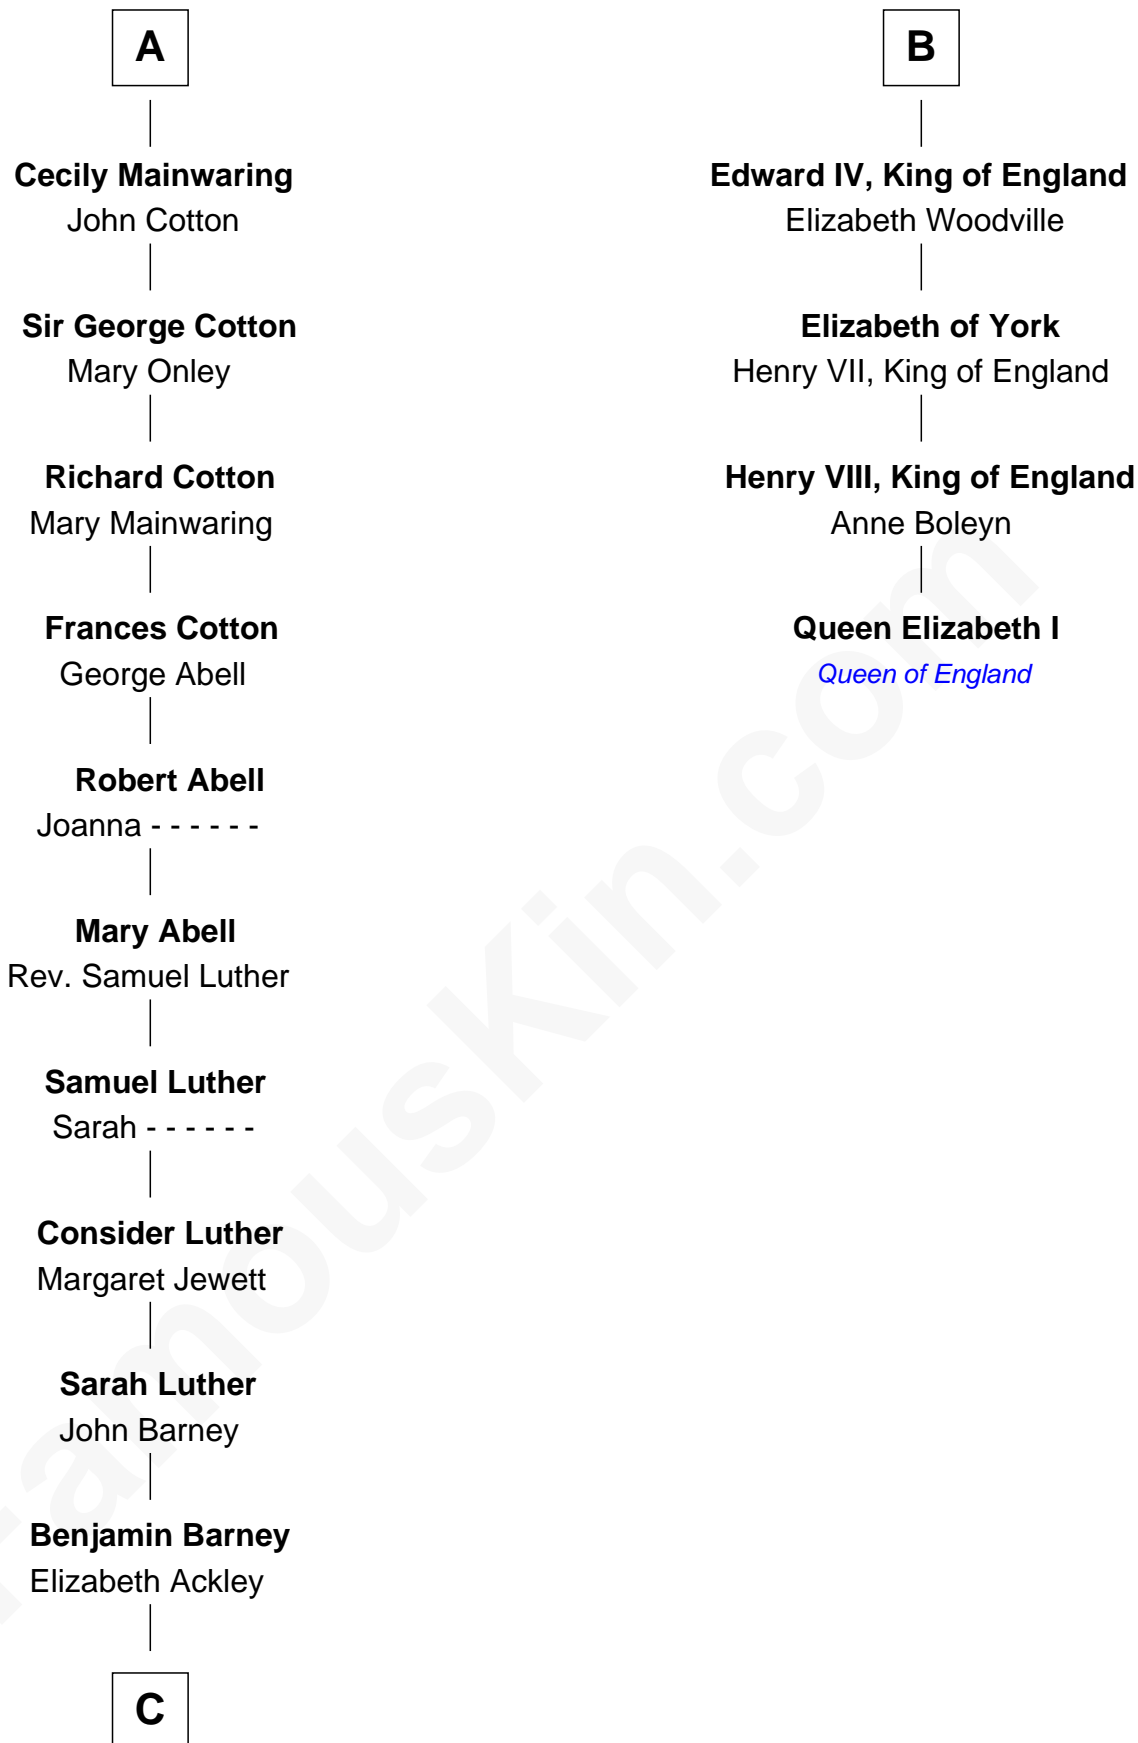 A
Cecily Mainwaring
John Cotton
Sir George Cotton
Mary Onley
Richard Cotton
Mary Mainwaring
Frances Cotton
George Abell
Robert Abell
Joanna - - - - - -
Mary Abell
Rev. Samuel Luther
Samuel Luther
Sarah - - - - - -
Consider Luther
Margaret Jewett
Sarah Luther
John Barney
Benjamin Barney
Elizabeth Ackley
C
B
Edward IV, King of England
Elizabeth Woodville
Elizabeth of York
Henry VII, King of England
Henry VIII, King of England
Anne Boleyn
Queen Elizabeth I
Queen of England
FamousKin.com